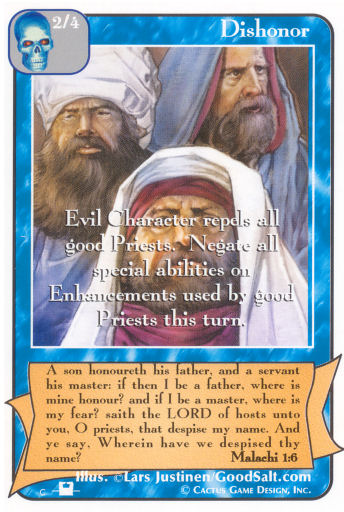 2/4
Dishonor
Evil Character repels all
good Priests. Negate all
special abilities on
Enhancements used by good
Priests this turn.
A son honoureth his father, and a servant
his master: if then I be a father, where is
mine honour? and if I be a master, where is
my fear? saith the LORD of hosts unto
you, O priests, that despise my name. And
ye say, Wherein have we despised thy
name? Malachi 1:6
Illus. ©Lars Justinen/GoodSalt.com
C © CACTUS GAME DESIGN, INC.